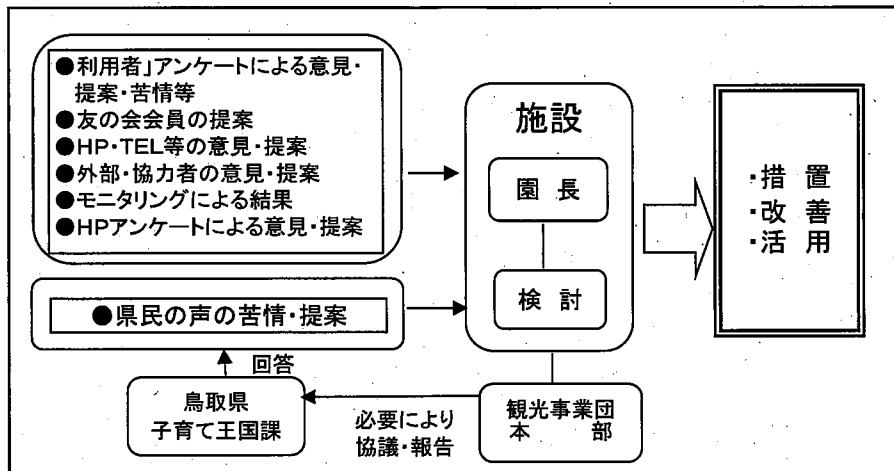 ●利用者」アンケートによる意見・
提案・苦情等
●友の会会員の提案
●HP・TEL等の意見・提案
●外部・協力者の意見・提案
●モニタリングによる結果
●HPアンケートによる意見・提案
●県民の声の苦情・提案
施設
園 長
検 討
・措 置
・改 善
・活 用
回答
鳥取県
子育て王国課
必要により
協議・報告
観光事業団
本 部